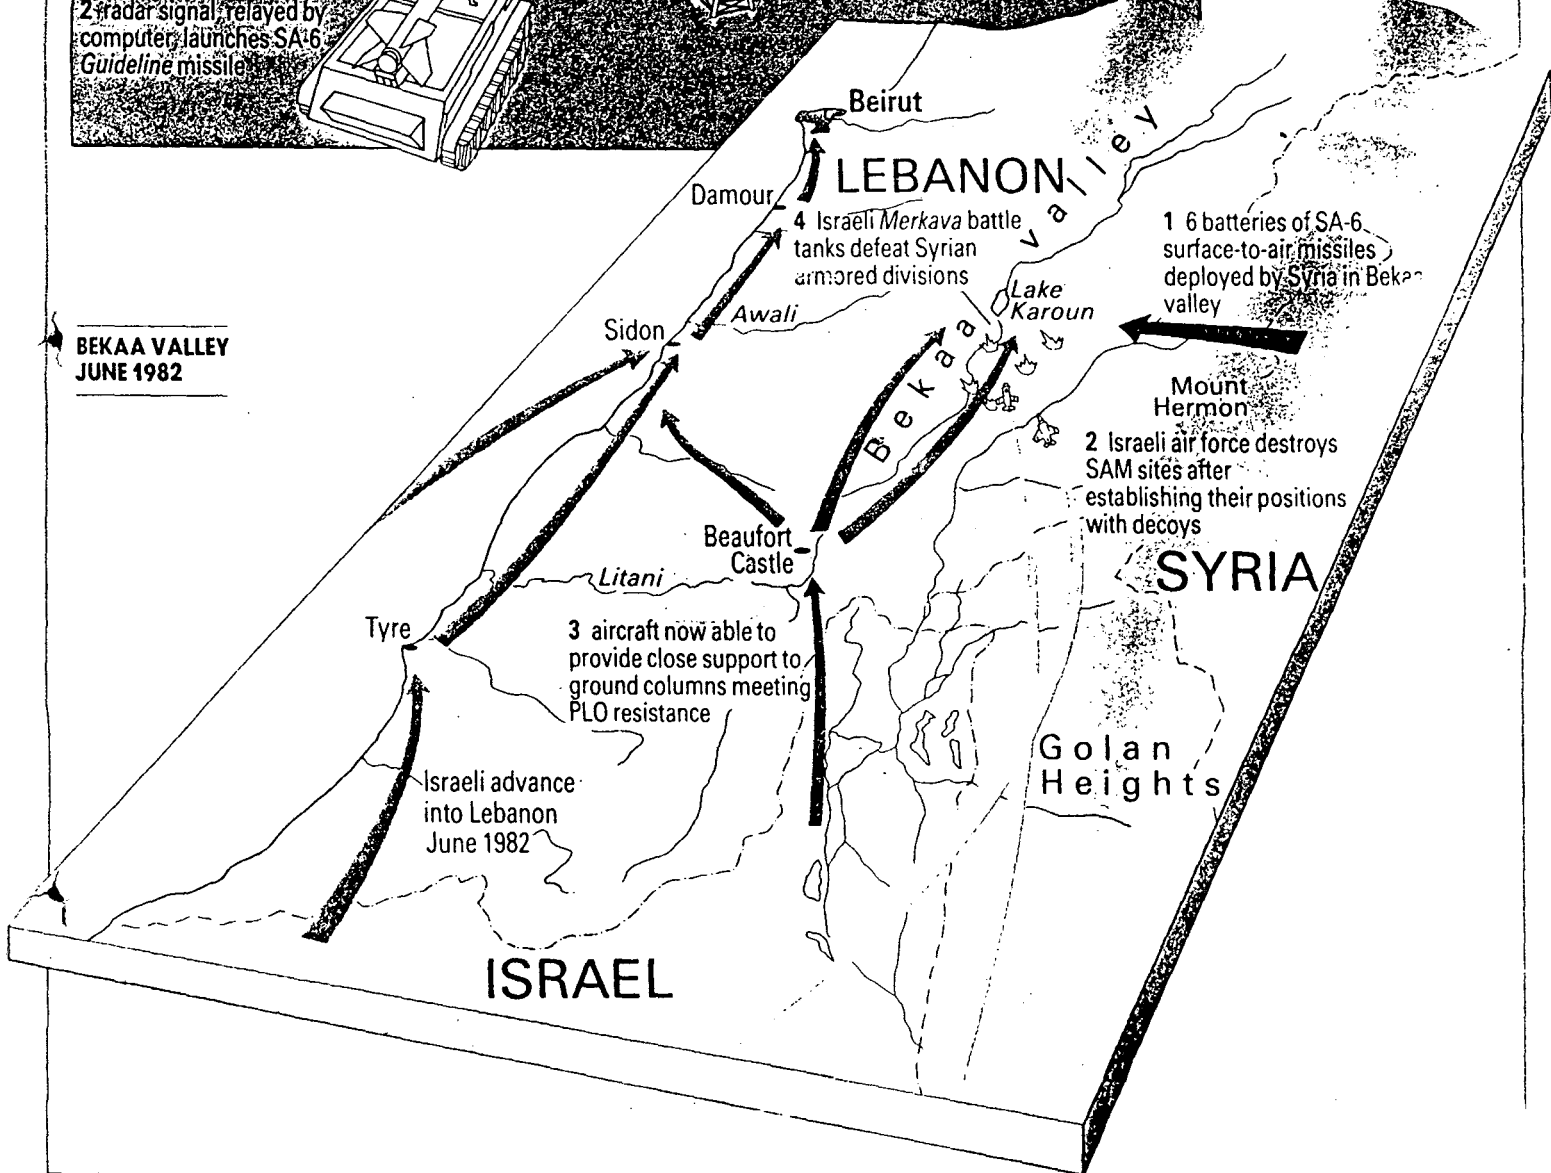 2 radar signal, relayed by
computer, launches SA-6
Guideline missile
Beirut
LEBANON
Damour
4 Israeli Merkava battle
tanks defeat Syrian
armored divisions
Bekaa Valley
1 6 batteries of SA-6
surface-to-air missiles
deployed by Syria in Bekaa
valley
Lake
Karoun
Awali
Sidon
BEKAA VALLEY
JUNE 1982
Mount
Hermon
2 Israeli air force destroys
SAM sites after
establishing their positions
with decoys
Beaufort
Castle
SYRIA
Litani
Tyre
3 aircraft now able to
provide close support to
ground columns meeting
PLO resistance
Golan
Heights
Israeli advance
into Lebanon
June 1982
ISRAEL